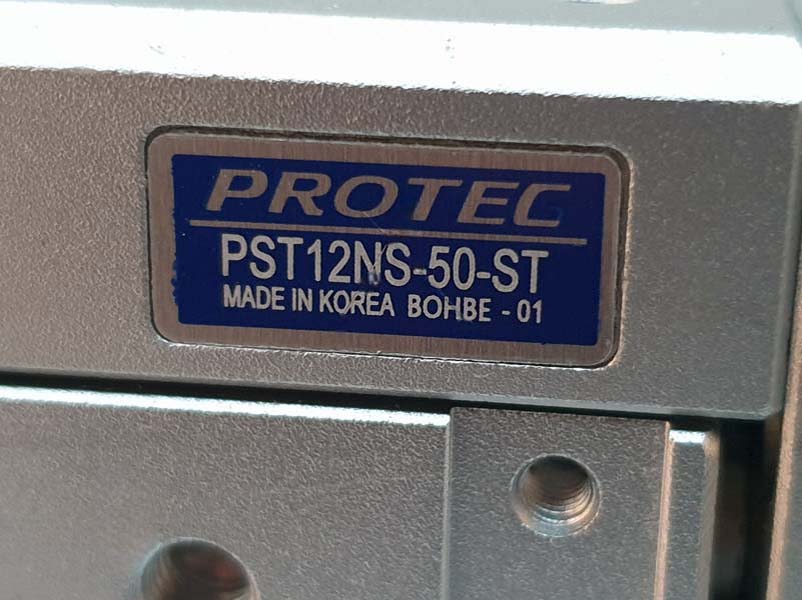 PROTEC
PST12NS-50-ST
MADE IN KOREA BOHBE - 01